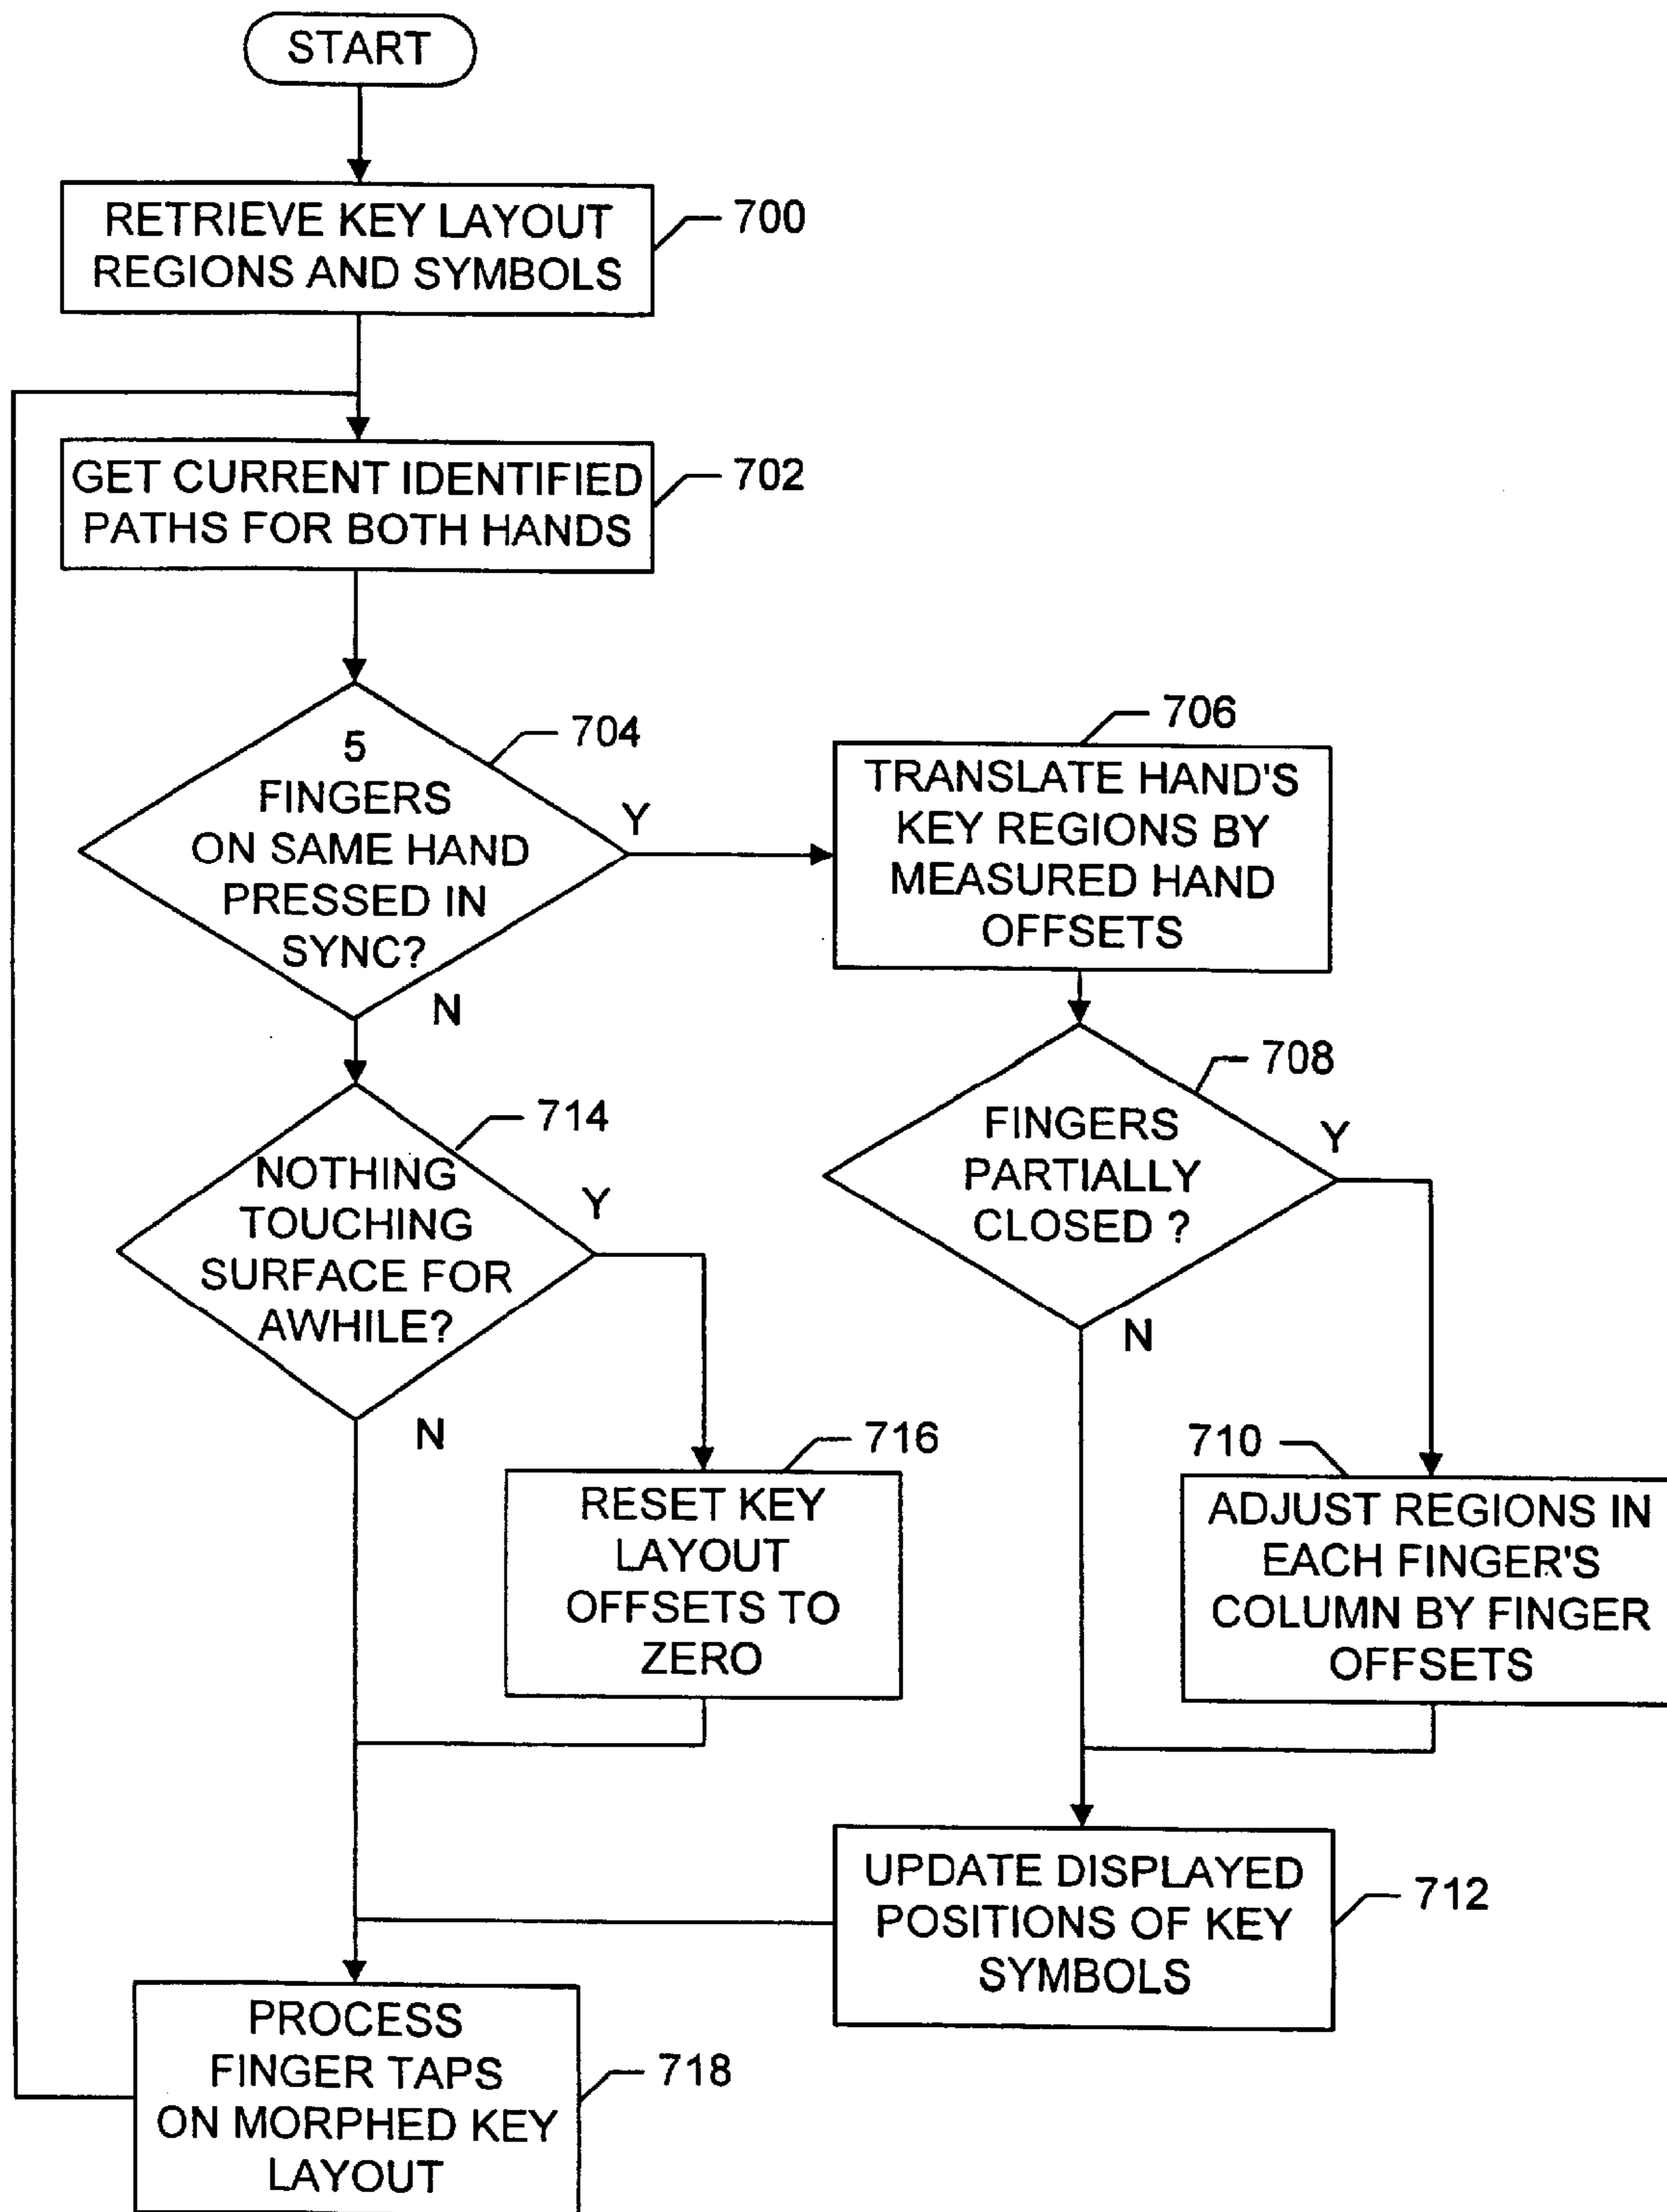 START
RETRIEVE KEY LAYOUT
REGIONS AND SYMBOLS
700
GET CURRENT IDENTIFIED
PATHS FOR BOTH HANDS
702
5
FINGERS
ON SAME HAND
PRESSED IN
SYNC?
704
Y
N
706
TRANSLATE HAND'S
KEY REGIONS BY
MEASURED HAND
OFFSETS
708
FINGERS
PARTIALLY
CLOSED ?
Y
N
714
NOTHING
TOUCHING
SURFACE FOR
AWHILE?
Y
N
716
RESET KEY
LAYOUT
OFFSETS TO
ZERO
710
ADJUST REGIONS IN
EACH FINGER'S
COLUMN BY FINGER
OFFSETS
UPDATE DISPLAYED
POSITIONS OF KEY
SYMBOLS
712
PROCESS
FINGER TAPS
ON MORPHED KEY
LAYOUT
718